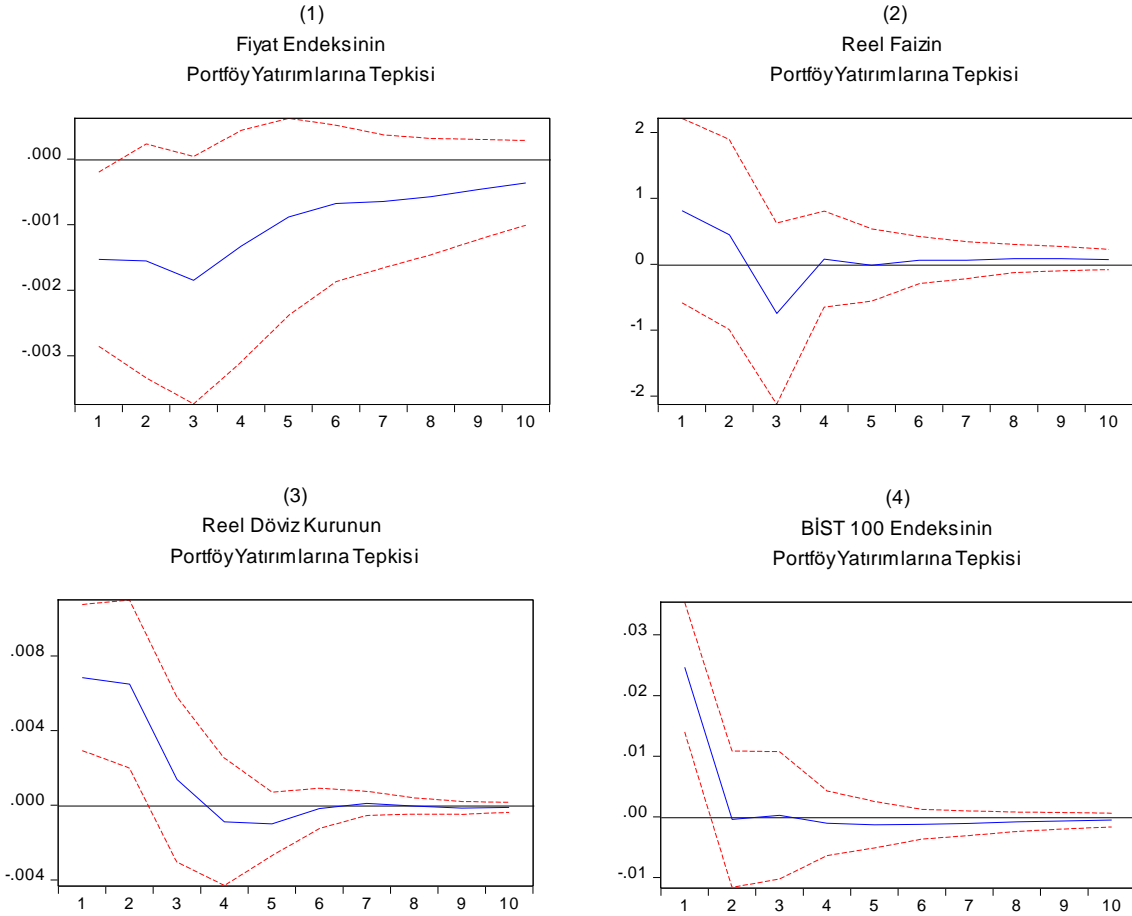 (1)
Fiyat Endeksinin
Portföy Yatırımlarına Tepkisi
.000
-.001
-.002
-.003
1 2 3 4 5 6 7 8 9 10
(2)
Reel Faizin
Portföy Yatırımlarına Tepkisi
2
1
0
-1
-2
1 2 3 4 5 6 7 8 9 10
(3)
Reel Döviz Kurunun
Portföy Yatırımlarına Tepkisi
.008
.004
.000
-.004
1 2 3 4 5 6 7 8 9 10
(4)
BİST 100 Endeksinin
Portföy Yatırımlarına Tepkisi
.03
.02
.01
.00
-.01
1 2 3 4 5 6 7 8 9 10